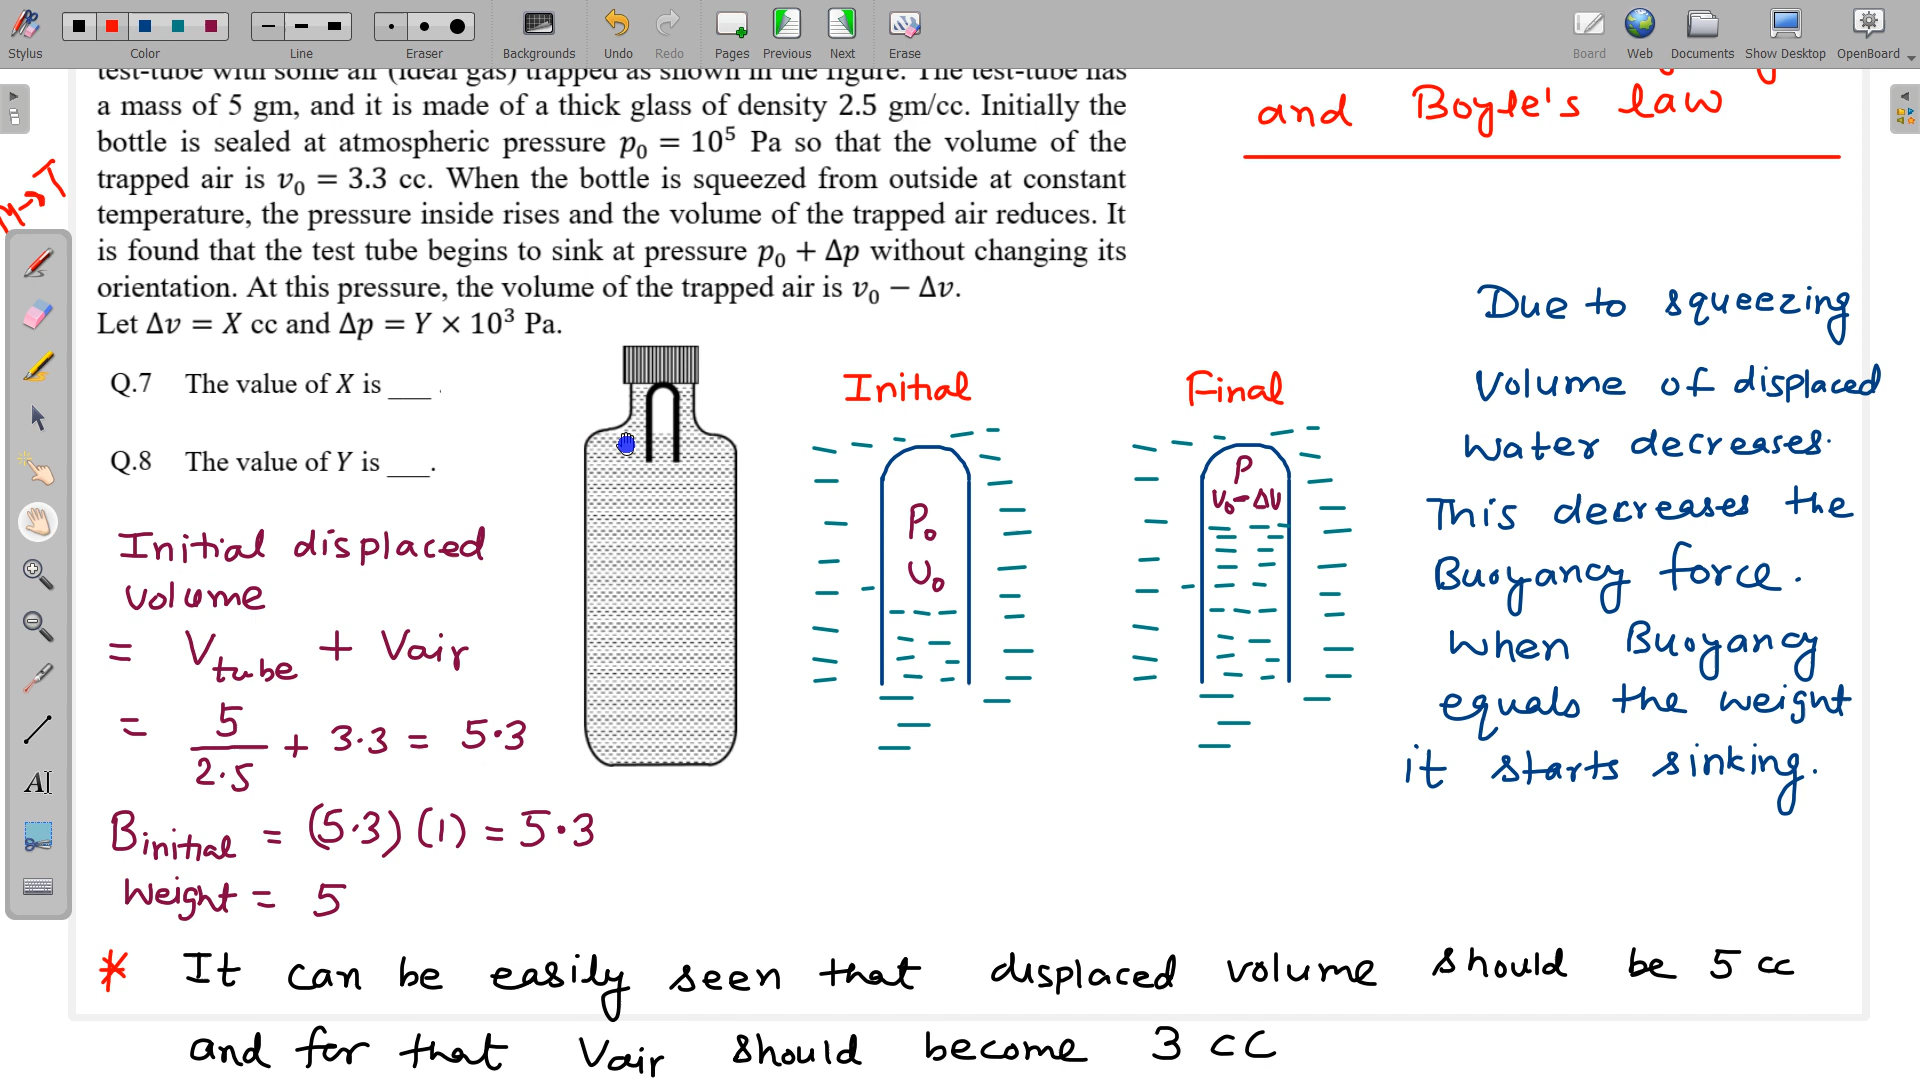 Stylus
Color
Line
Eraser
Backgrounds
Undo
Redo
Pages
Previous
Next
Erase
Board
Web
Documents
Show Desktop
OpenBoard
test-tube with some air (ideal gas) trapped as shown in the figure. The test-tube has
a mass of 5 gm, and it is made of a thick glass of density 2.5 gm/cc. Initially the
bottle is sealed at atmospheric pressure p₀ = 10⁵ Pa so that the volume of the
trapped air is v₀ = 3.3 cc. When the bottle is squeezed from outside at constant
temperature, the pressure inside rises and the volume of the trapped air reduces. It
is found that the test tube begins to sink at pressure p₀ + Δp without changing its
orientation. At this pressure, the volume of the trapped air is v₀ − Δv.
Let Δv = X cc and Δp = Y × 10³ Pa.
Q.7 The value of X is ___ .
Q.8 The value of Y is ___.
and Boyle's law
Initial
P₀
V₀
Final
P
V₀-ΔV
Due to squeezing
Volume of displaced
Water decreases.
This decreases the
Buoyancy force.
When Buoyancy
equals the weight
it starts sinking.
Initial displaced
volume
= Vtube + Vair
= 5/2.5 + 3.3 = 5.3
Binitial = (5.3) (1) = 5.3
Weight = 5
* It can be easily seen that displaced volume should be 5 cc
and for that Vair should become 3 cc